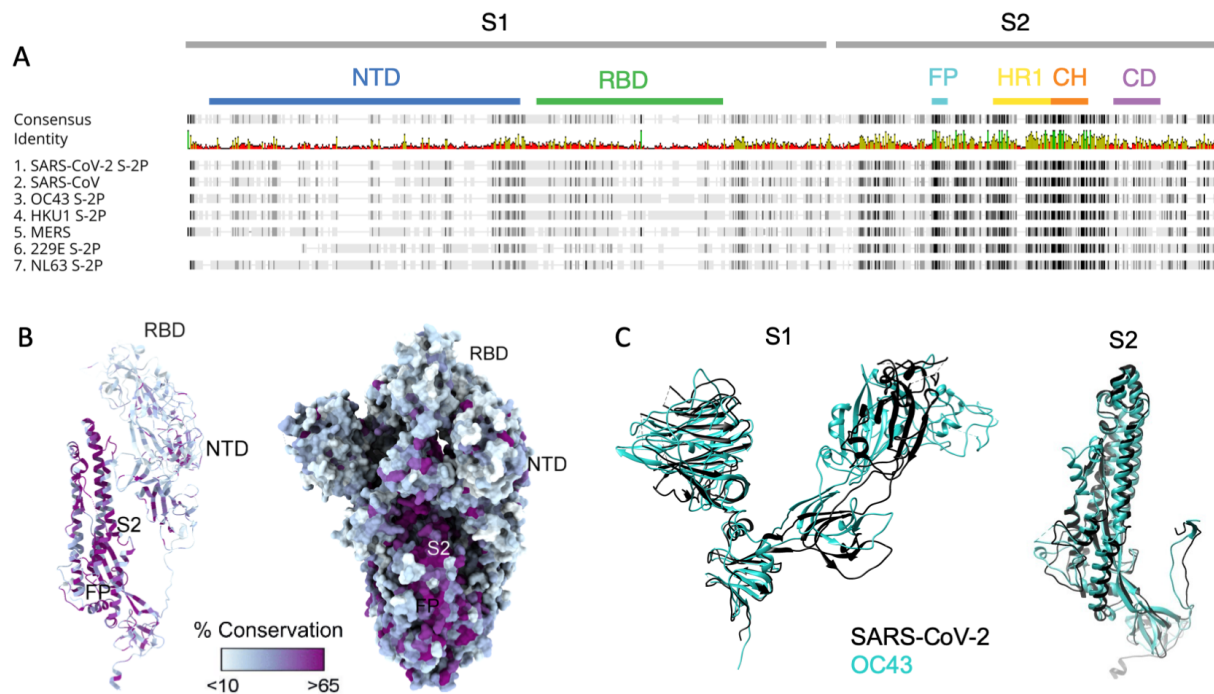 S1 S2
A
NTD RBD FP HR1 CH CD
Consensus
Identity
1. SARS-CoV-2 S-2P
2. SARS-CoV
3. OC43 S-2P
4. HKU1 S-2P
5. MERS
6. 229E S-2P
7. NL63 S-2P
B
RBD
NTD
S2
FP
% Conservation
<10 >65
RBD
NTD
S2
FP
C
S1 S2
SARS-CoV-2
OC43